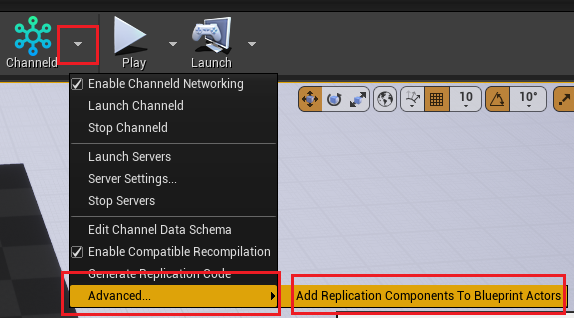 Channeld
Play
Launch
Enable Channeld Networking
Launch Channeld
Stop Channeld
10
10°
Launch Servers
Server Settings...
Stop Servers
Edit Channel Data Schema
Enable Compatible Recompilation
Generate Replication Code
Advanced...
Add Replication Components To Blueprint Actors